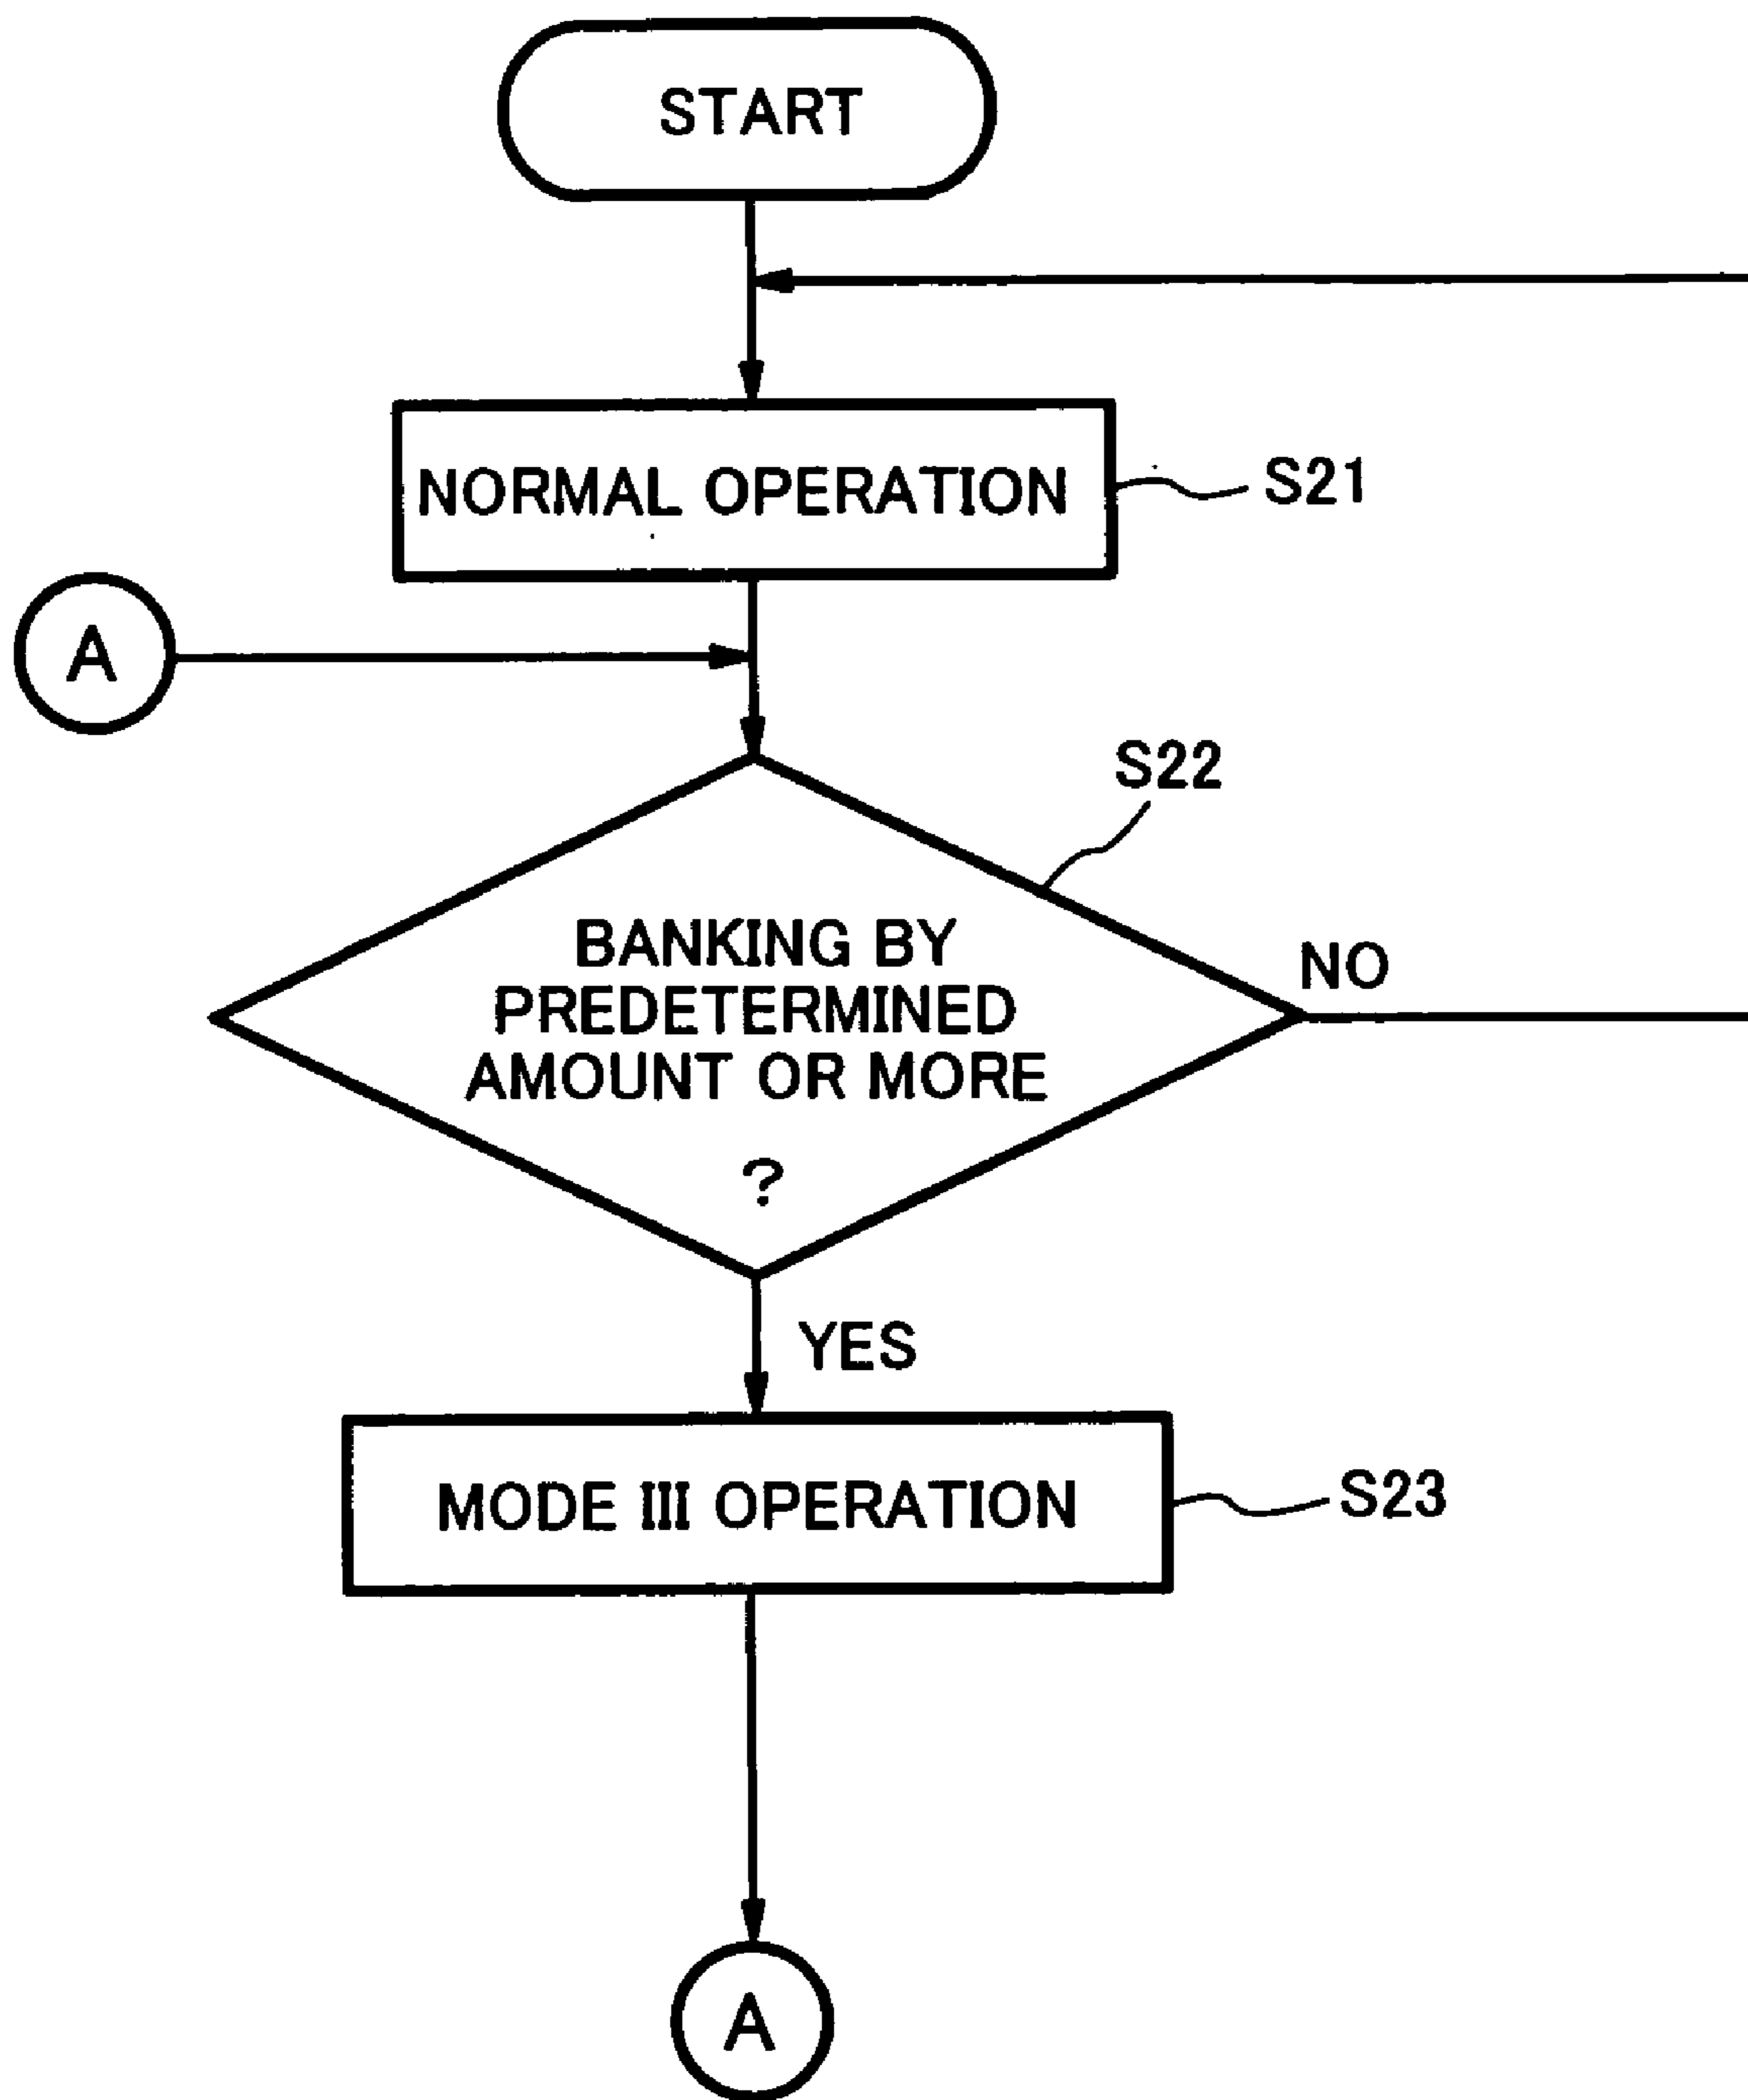 START
NORMAL OPERATION
S21
A
S22
BANKING BY
PREDETERMINED
AMOUNT OR MORE
?
NO
YES
MODE III OPERATION
S23
A